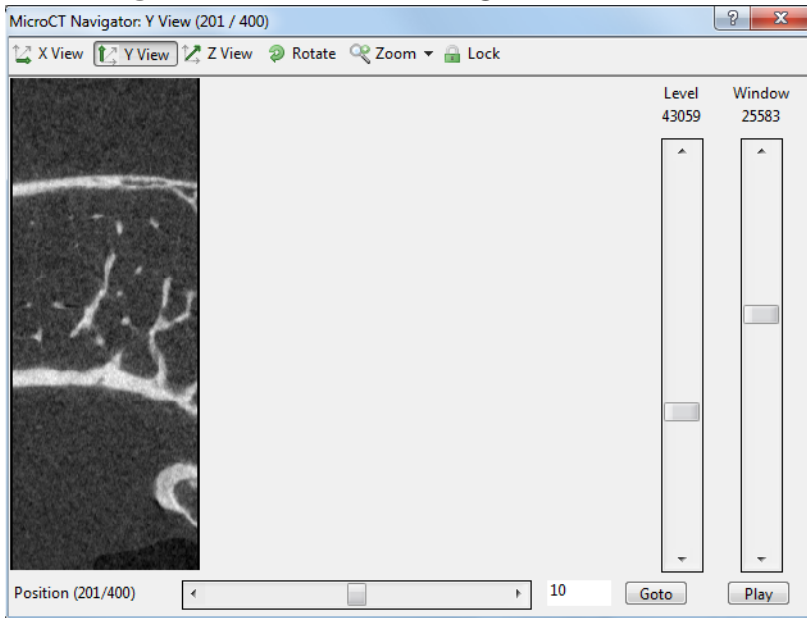 MicroCT Navigator: Y View (201 / 400)
X View Y View Z View Rotate Zoom Lock
Level Window
43059 25583
Position (201/400) 10 Goto Play